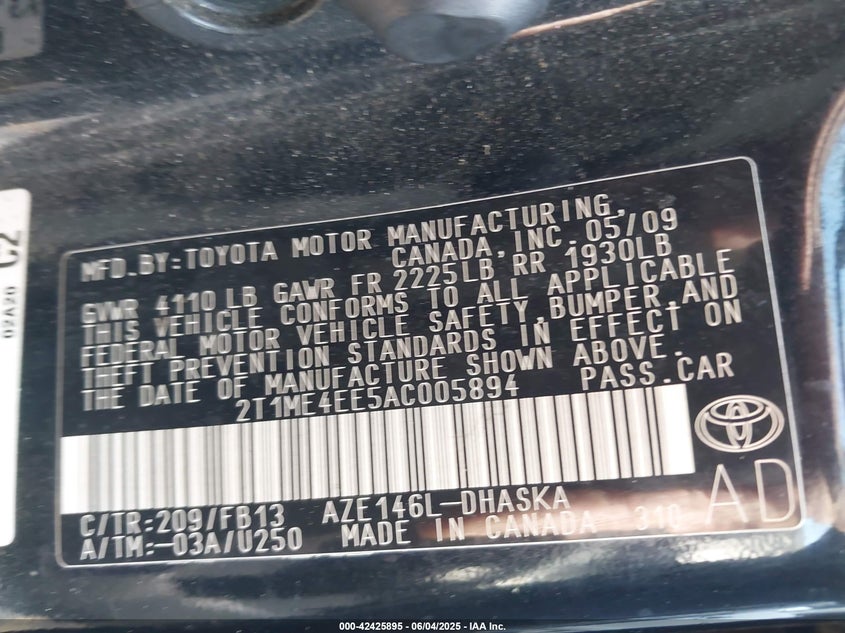 MFD.BY:TOYOTA MOTOR MANUFACTURING,
CANADA,INC. 05/09
GVWR 4110 LB GAWR FR 2225LB RR 1930LB
THIS VEHICLE CONFORMS TO ALL APPLICABLE
FEDERAL MOTOR VEHICLE SAFETY,BUMPER,AND
THEFT PREVENTION STANDARDS IN EFFECT ON
THE DATE OF MANUFACTURE SHOWN ABOVE.
2T1ME4EE5AC005894 PASS.CAR
C/TR:209/FB13 AZE146L-DHASKA
A/TM:-03A/U250 MADE IN CANADA 310
AD
02A20 C2
000-42425895 - 06/04/2025 - IAA Inc.